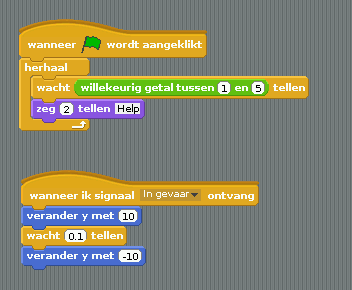 wanneer wordt aangeklikt
herhaal
wacht willekeurig getal tussen 1 en 5 tellen
zeg 2 tellen Help
wanneer ik signaal In gevaar ontvang
verander y met 10
wacht 0.1 tellen
verander y met -10